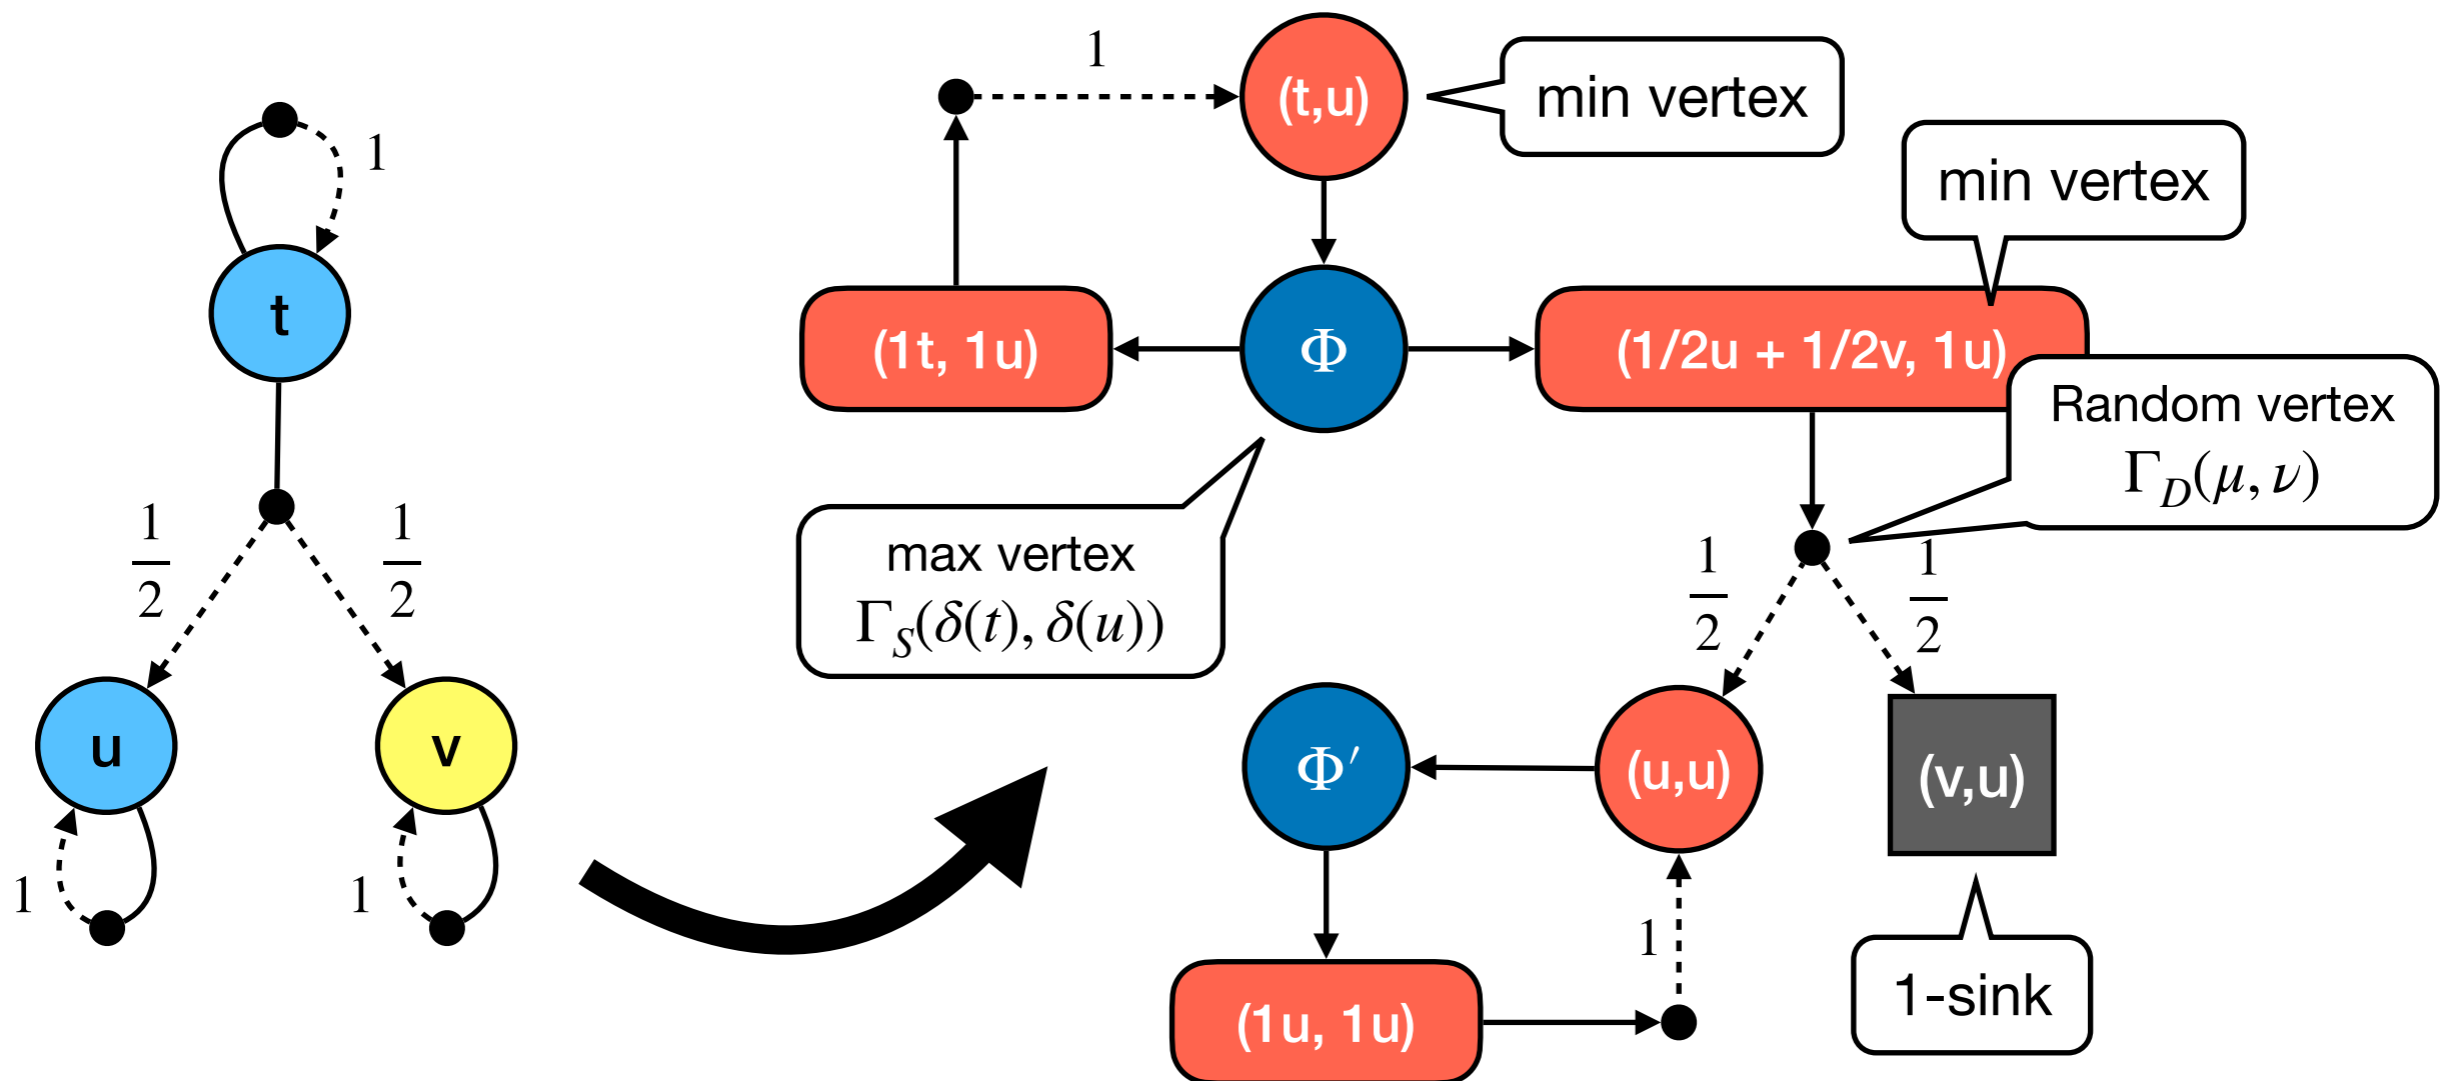 1
t
1/2
1/2
u
v
1
1
1
(t,u)
min vertex
min vertex
(1t, 1u)
Φ
(1/2u + 1/2v, 1u)
Random vertex
Γ_D(μ, ν)
max vertex
Γ_S(δ(t), δ(u))
1/2
1/2
Φ′
(u,u)
(v,u)
1
(1u, 1u)
1-sink